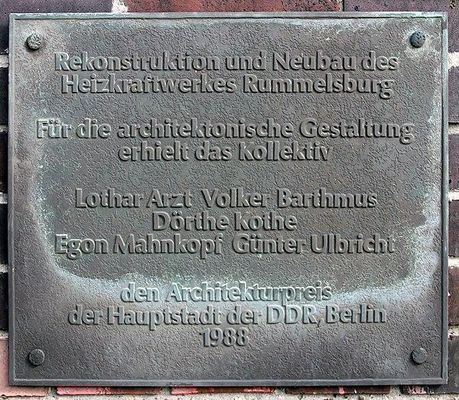 Rekonstruktion und Neubau des
Heizkraftwerkes Rummelsburg
Für die architektonische Gestaltung
erhielt das Kollektiv
Lothar Arzt Volker Barthmus
Dörthe Kothe
Egon Mahnkopf Günter Ulbricht
den Architekturpreis
der Hauptstadt der DDR, Berlin
1988